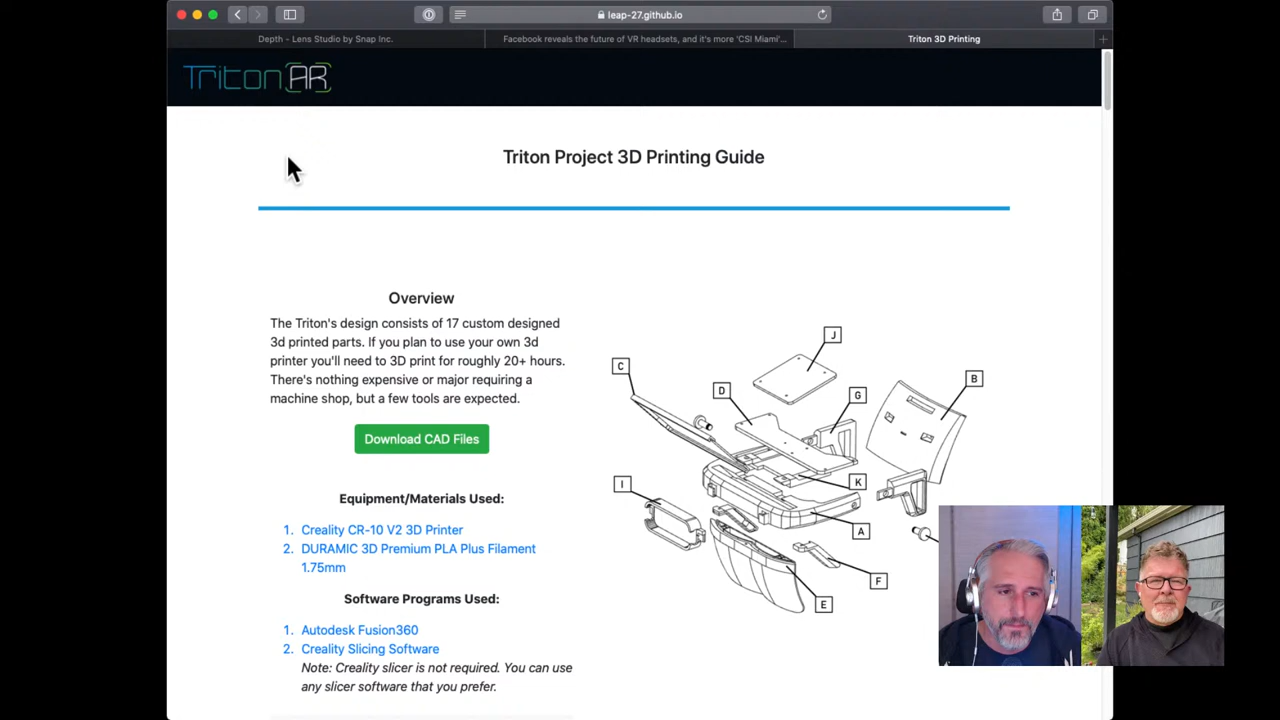 leap-27.github.io
Depth - Lens Studio by Snap Inc.
Facebook reveals the future of VR headsets, and it's more 'CSI Miami'...
Triton 3D Printing
Triton AR
Triton Project 3D Printing Guide
Overview
The Triton's design consists of 17 custom designed
3d printed parts. If you plan to use your own 3d
printer you'll need to 3D print for roughly 20+ hours.
There's nothing expensive or major requiring a
machine shop, but a few tools are expected.
Download CAD Files
Equipment/Materials Used:
1. Creality CR-10 V2 3D Printer
2. DURAMIC 3D Premium PLA Plus Filament
1.75mm
Software Programs Used:
1. Autodesk Fusion360
2. Creality Slicing Software
Note: Creality slicer is not required. You can use
any slicer software that you prefer.
J
C
B
D
G
I
K
A
F
E